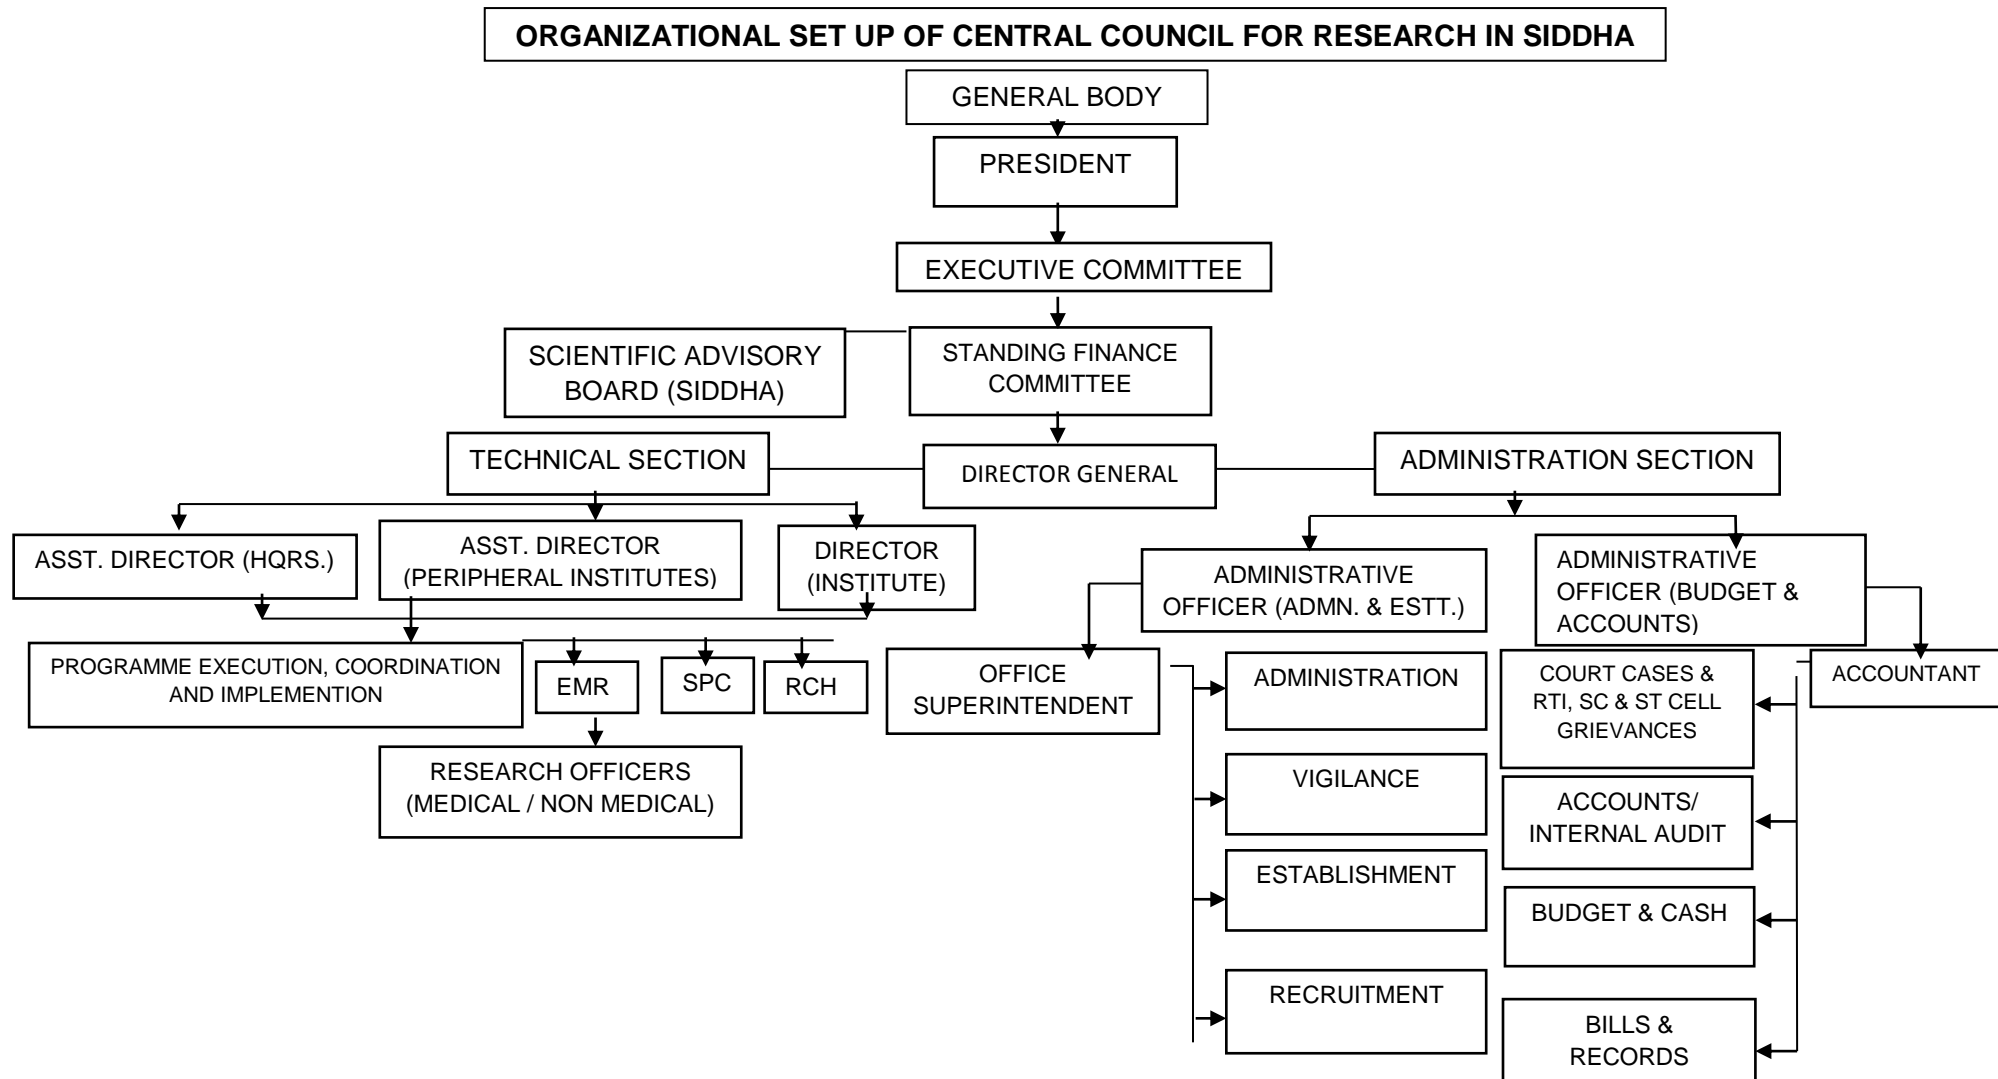 ORGANIZATIONAL SET UP OF CENTRAL COUNCIL FOR RESEARCH IN SIDDHA
GENERAL BODY
PRESIDENT
EXECUTIVE COMMITTEE
SCIENTIFIC ADVISORY
BOARD (SIDDHA)
STANDING FINANCE
COMMITTEE
TECHNICAL SECTION
DIRECTOR GENERAL
ADMINISTRATION SECTION
ASST. DIRECTOR (HQRS.)
ASST. DIRECTOR
(PERIPHERAL INSTITUTES)
DIRECTOR
(INSTITUTE)
ADMINISTRATIVE
OFFICER (ADMN. & ESTT.)
ADMINISTRATIVE
OFFICER (BUDGET &
ACCOUNTS)
PROGRAMME EXECUTION, COORDINATION
AND IMPLEMENTION
EMR
SPC
RCH
RESEARCH OFFICERS
(MEDICAL / NON MEDICAL)
OFFICE
SUPERINTENDENT
ADMINISTRATION
VIGILANCE
ESTABLISHMENT
RECRUITMENT
COURT CASES &
RTI, SC & ST CELL
GRIEVANCES
ACCOUNTS/
INTERNAL AUDIT
BUDGET & CASH
BILLS &
RECORDS
ACCOUNTANT